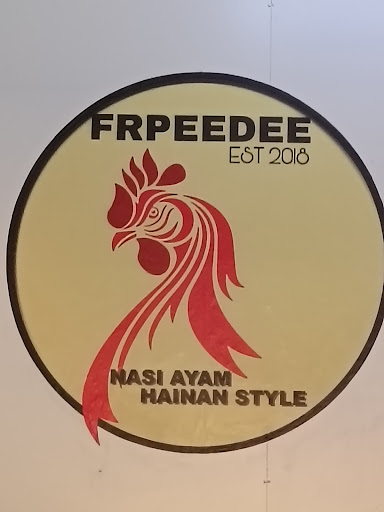 FRPEEDEE
EST 2018
NASI AYAM
HAINAN STYLE